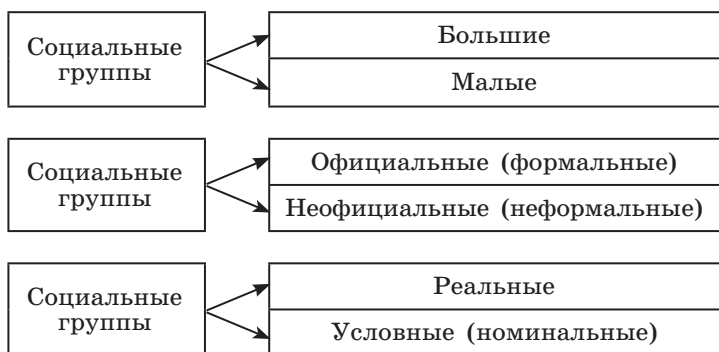 Социальные
группы
Большие
Малые
Социальные
группы
Официальные (формальные)
Неофициальные (неформальные)
Социальные
группы
Реальные
Условные (номинальные)